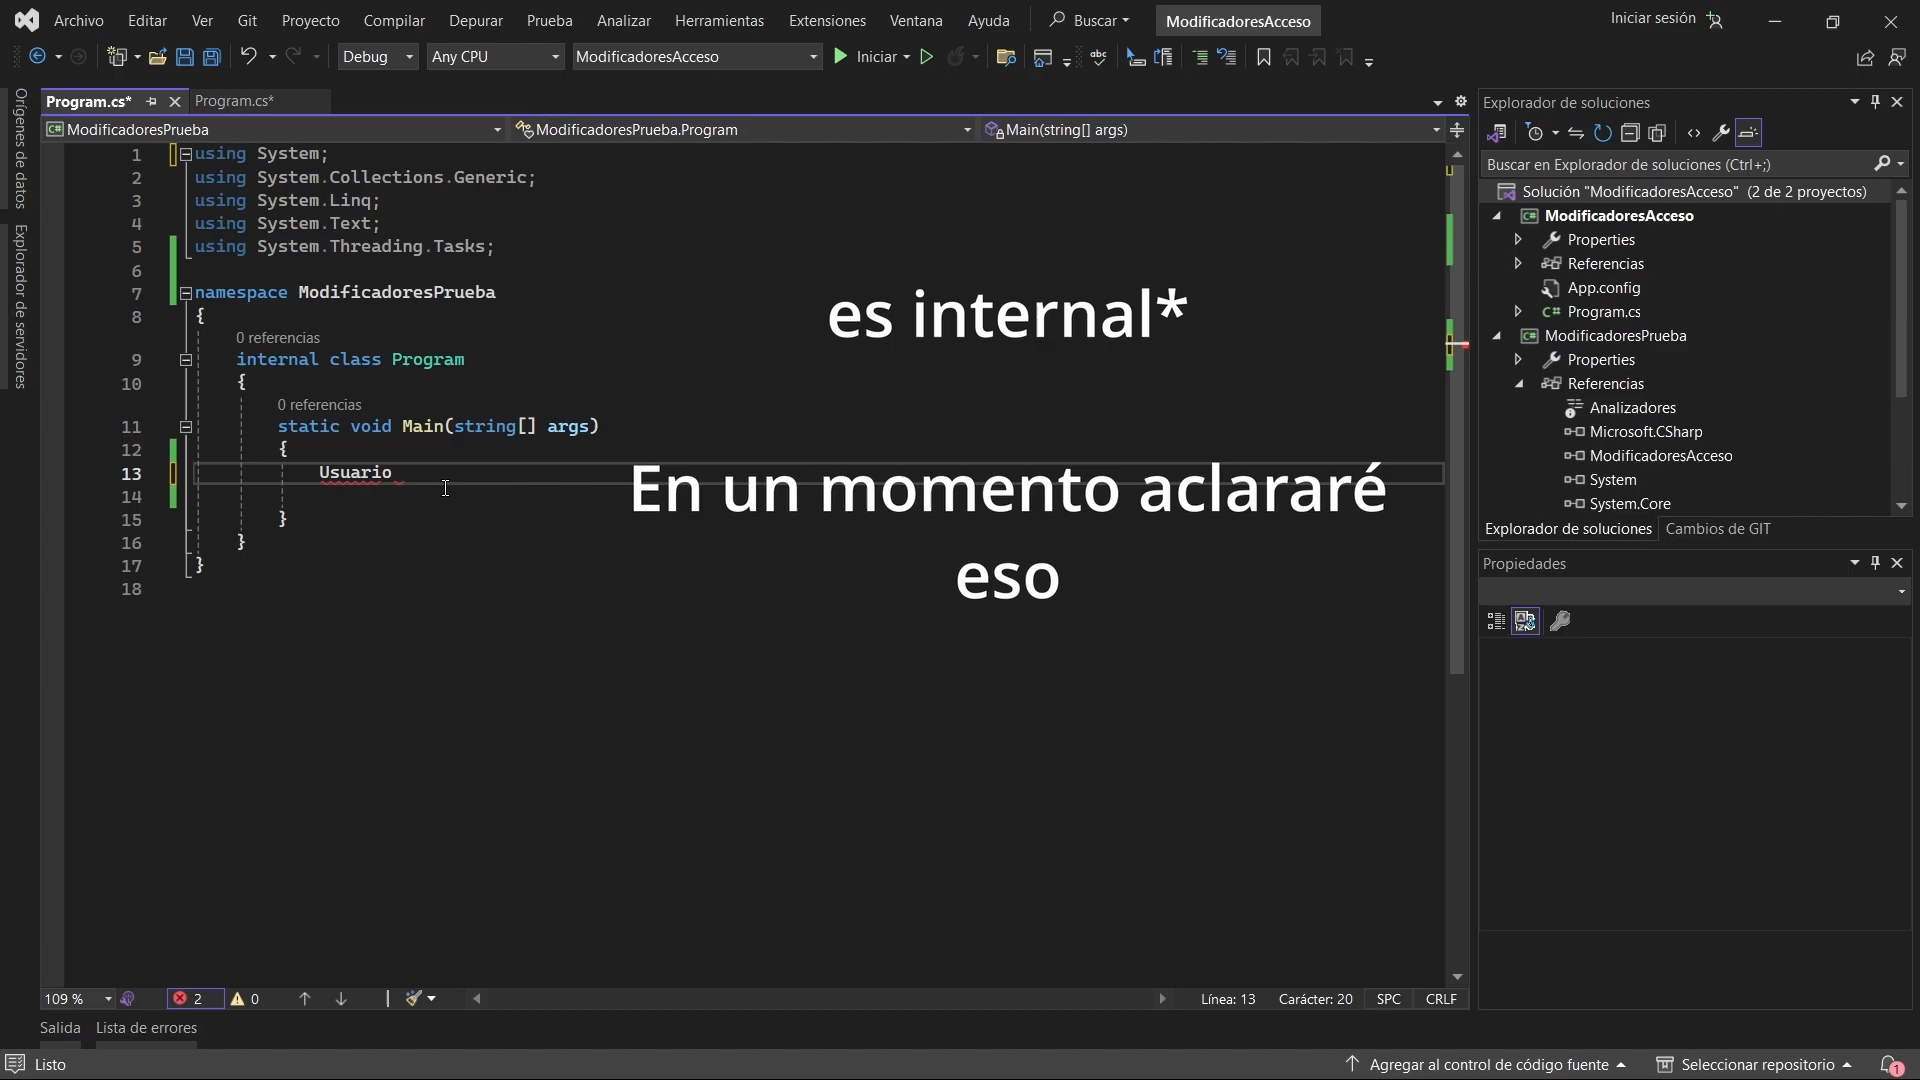 Archivo Editar Ver Git Proyecto Compilar Depurar Prueba Analizar Herramientas Extensiones Ventana Ayuda Buscar ModificadoresAcceso Iniciar sesión
Debug Any CPU ModificadoresAcceso Iniciar
Orígenes de datos
Explorador de servidores
Program.cs* Program.cs*
ModificadoresPrueba ModificadoresPrueba.Program Main(string[] args)
1 using System;
2 using System.Collections.Generic;
3 using System.Linq;
4 using System.Text;
5 using System.Threading.Tasks;
6
7 namespace ModificadoresPrueba
8 {
0 referencias
9 internal class Program
10 {
0 referencias
11 static void Main(string[] args)
12 {
13 Usuario
14
15 }
16 }
17 }
18
es internal*
En un momento aclararé
eso
Explorador de soluciones
Buscar en Explorador de soluciones (Ctrl+;)
Solución "ModificadoresAcceso" (2 de 2 proyectos)
ModificadoresAcceso
Properties
Referencias
App.config
C# Program.cs
ModificadoresPrueba
Properties
Referencias
Analizadores
Microsoft.CSharp
ModificadoresAcceso
System
System.Core
Explorador de soluciones Cambios de GIT
Propiedades
109 % 2 0 Línea: 13 Carácter: 20 SPC CRLF
Salida Lista de errores
Listo Agregar al control de código fuente Seleccionar repositorio 1